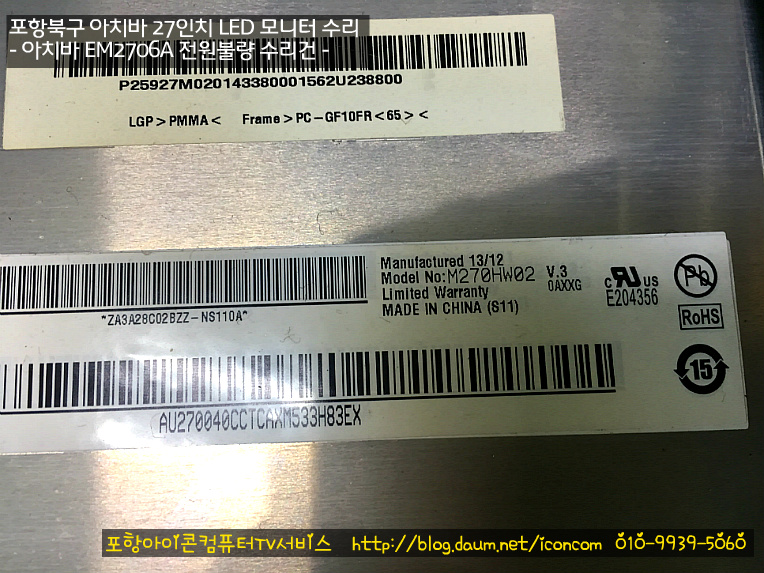 포항북구 아치바 27인치 LED 모니터 수리
- 아치바 EM2706A 전원불량 수리건 -
P25927M020143380001562U238800
LGP>PMMA< Frame>PC-GF10FR<65><
Manufactured 13/12
Model No:M270HW02 V.3
0AXXG
Limited Warranty
MADE IN CHINA (S11)
*ZA3A28C02BZZ-NS110A*
c RU US
E204356
Pb
RoHS
15
AU270040CCTCAXM533H83EX
포항아이콘컴퓨터TV서비스 http://blog.daum.net/iconcom 010-9939-5060